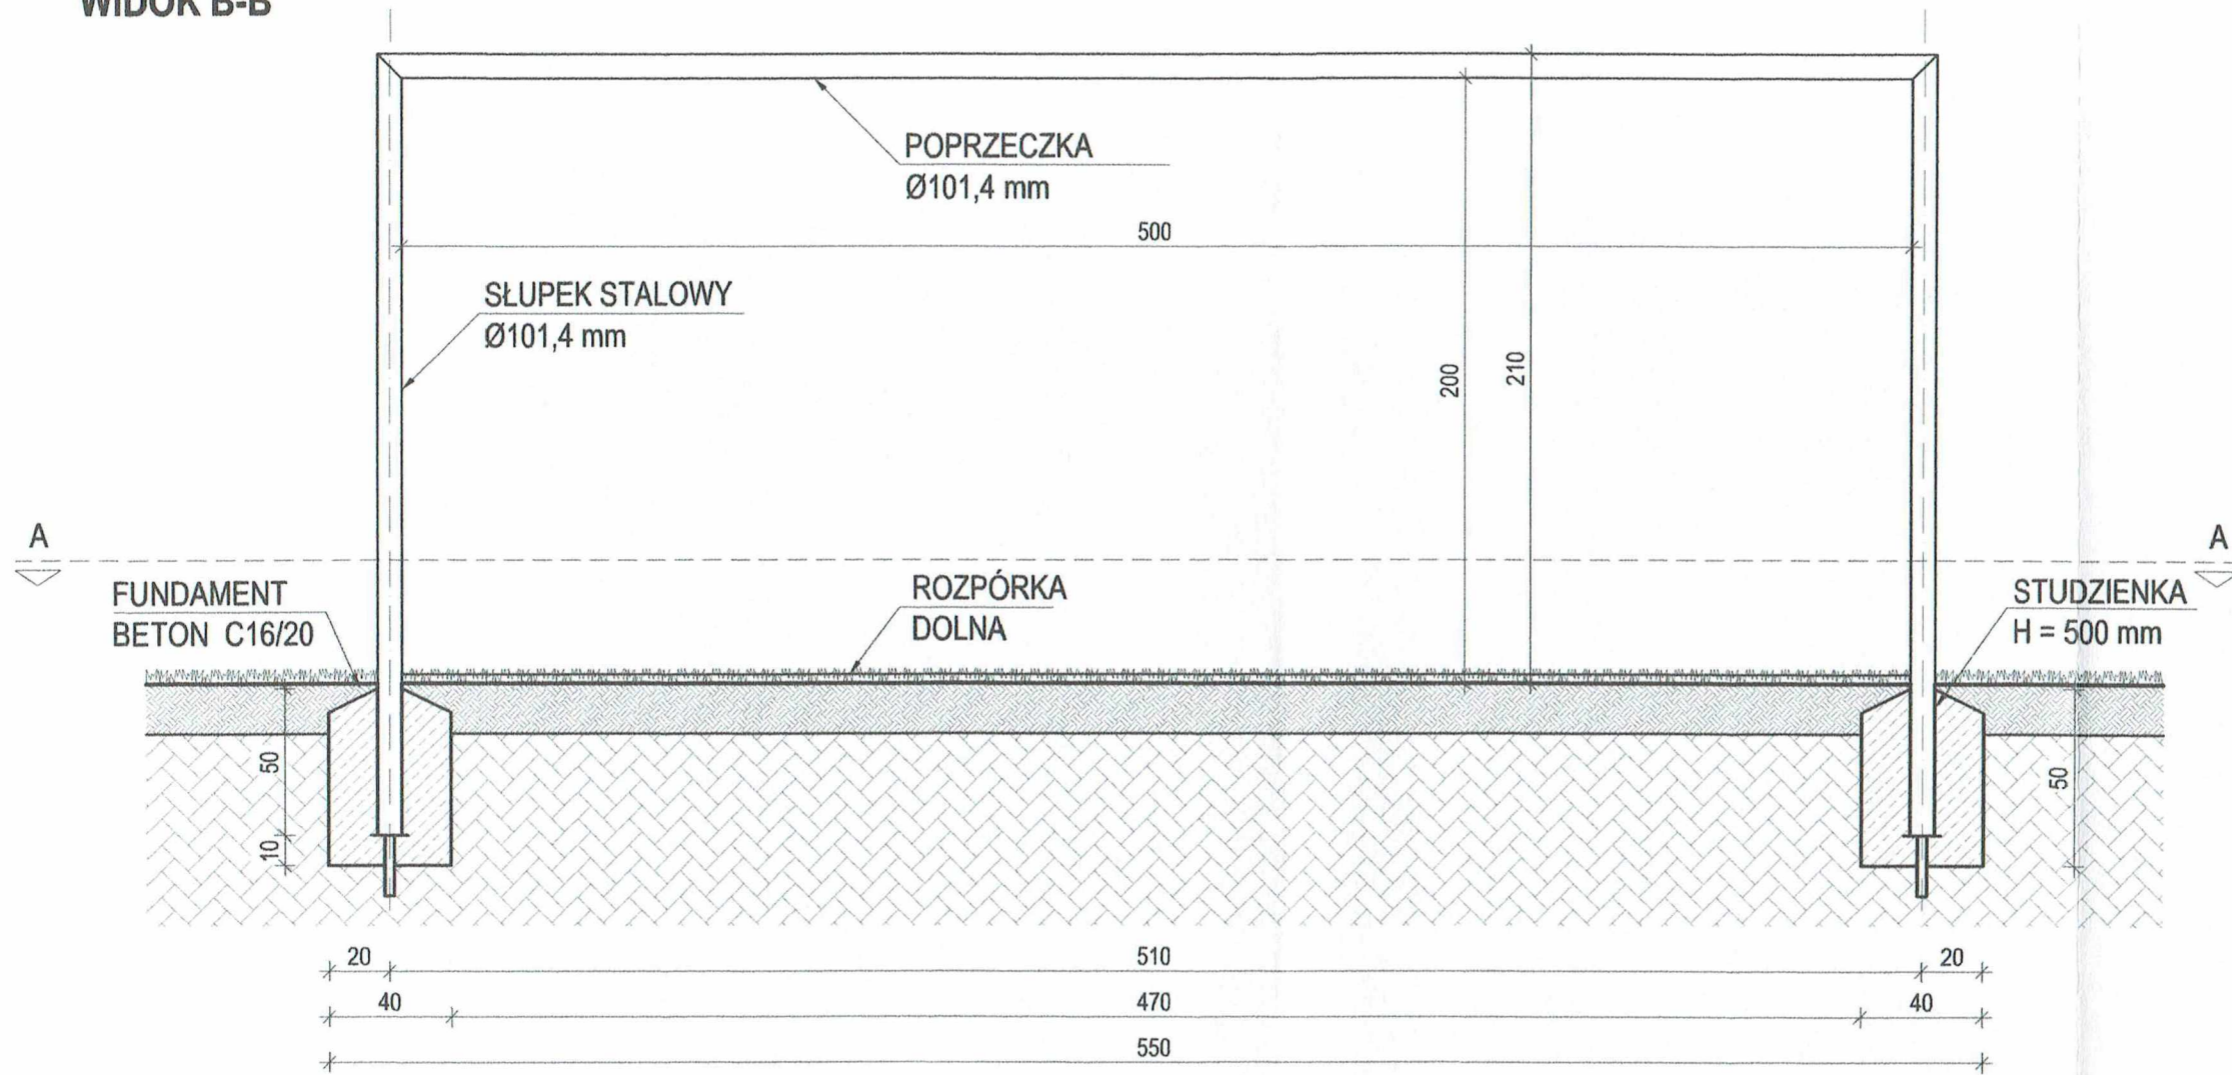 WIDOK B-B
POPRZECZKA
Ø101,4 mm
500
SŁUPEK STALOWY
Ø101,4 mm
200
210
A
A
FUNDAMENT
BETON C16/20
ROZPÓRKA
DOLNA
STUDZIENKA
H = 500 mm
50
10
50
20
510
20
40
470
40
550